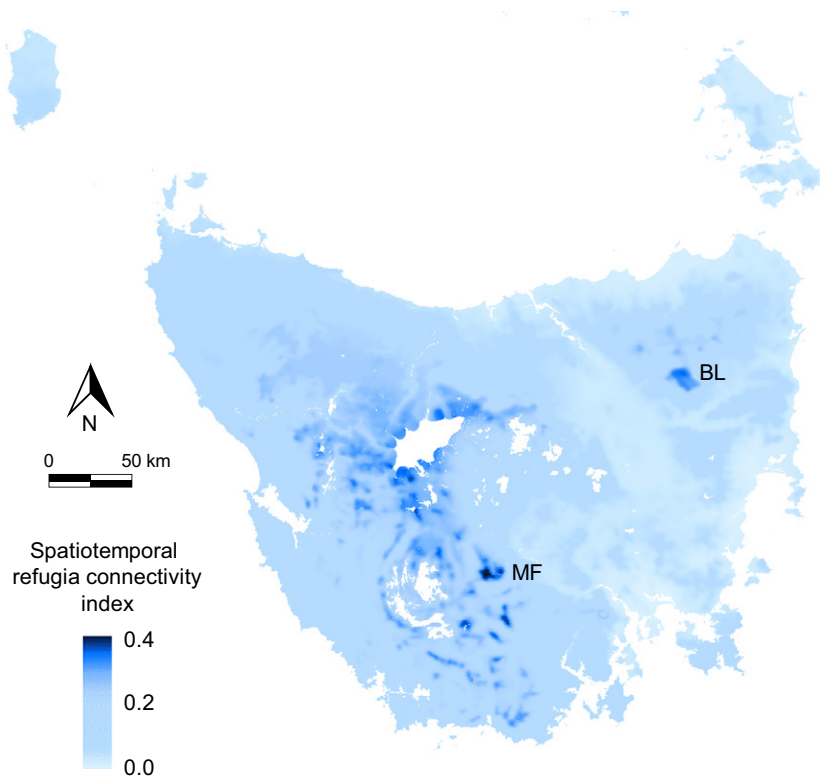 BL
N
0 50 km
MF
Spatiotemporal
refugia connectivity
index
0.4
0.2
0.0